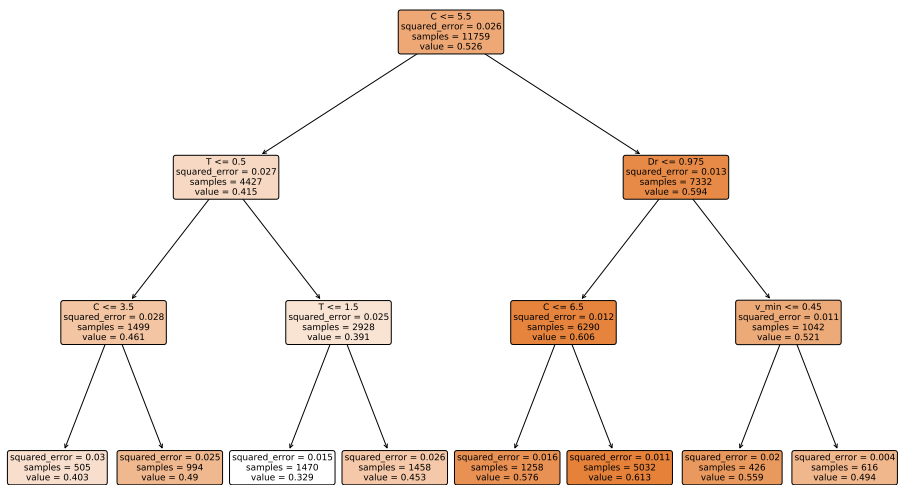 C <= 5.5
squared_error = 0.026
samples = 11759
value = 0.526
T <= 0.5
squared_error = 0.027
samples = 4427
value = 0.415
Dr <= 0.975
squared_error = 0.013
samples = 7332
value = 0.594
C <= 3.5
squared_error = 0.028
samples = 1499
value = 0.461
T <= 1.5
squared_error = 0.025
samples = 2928
value = 0.391
C <= 6.5
squared_error = 0.012
samples = 6290
value = 0.606
v_min <= 0.45
squared_error = 0.011
samples = 1042
value = 0.521
squared_error = 0.03
samples = 505
value = 0.403
squared_error = 0.025
samples = 994
value = 0.49
squared_error = 0.015
samples = 1470
value = 0.329
squared_error = 0.026
samples = 1458
value = 0.453
squared_error = 0.016
samples = 1258
value = 0.576
squared_error = 0.011
samples = 5032
value = 0.613
squared_error = 0.02
samples = 426
value = 0.559
squared_error = 0.004
samples = 616
value = 0.494